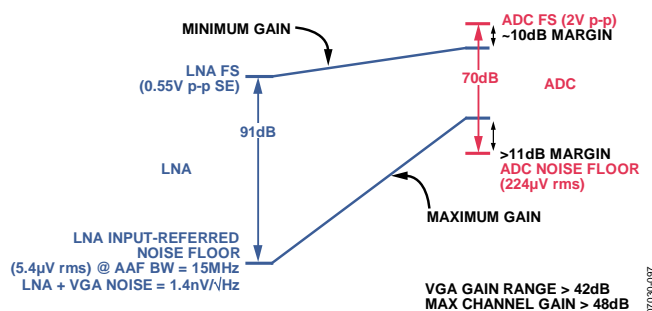 MINIMUM GAIN
ADC FS (2V p-p)
~10dB MARGIN
LNA FS
(0.55V p-p SE)
70dB
ADC
91dB
LNA
>11dB MARGIN
ADC NOISE FLOOR
(224µV rms)
MAXIMUM GAIN
LNA INPUT-REFERRED
NOISE FLOOR
(5.4µV rms) @ AAF BW = 15MHz
LNA + VGA NOISE = 1.4nV/√Hz
VGA GAIN RANGE > 42dB
MAX CHANNEL GAIN > 48dB
07030-097